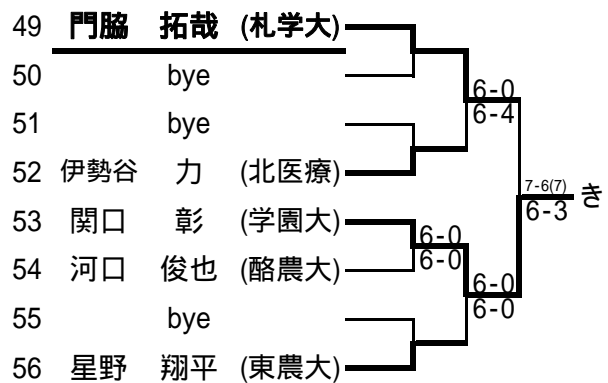 49 門脇 拓哉 (札学大)
50 bye
51 bye
52 伊勢谷 力 (北医療)
53 関口 彰 (学園大)
54 河口 俊也 (酪農大)
55 bye
56 星野 翔平 (東農大)
6-0
6-4
6-0
6-0
6-0
6-0
7-6(7)
6-3
き